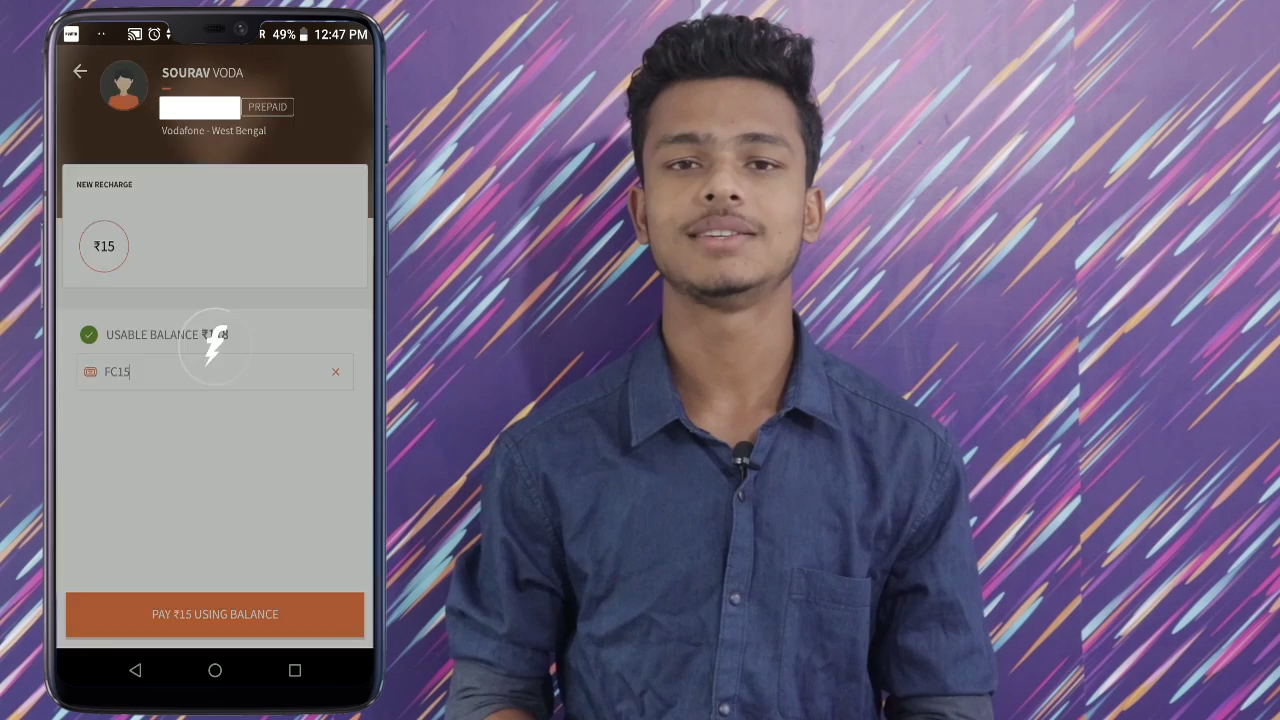 R 49% 12:47 PM
SOURAV VODA
PREPAID
Vodafone - West Bengal
NEW RECHARGE
₹15
USABLE BALANCE
FC15
PAY ₹15 USING BALANCE